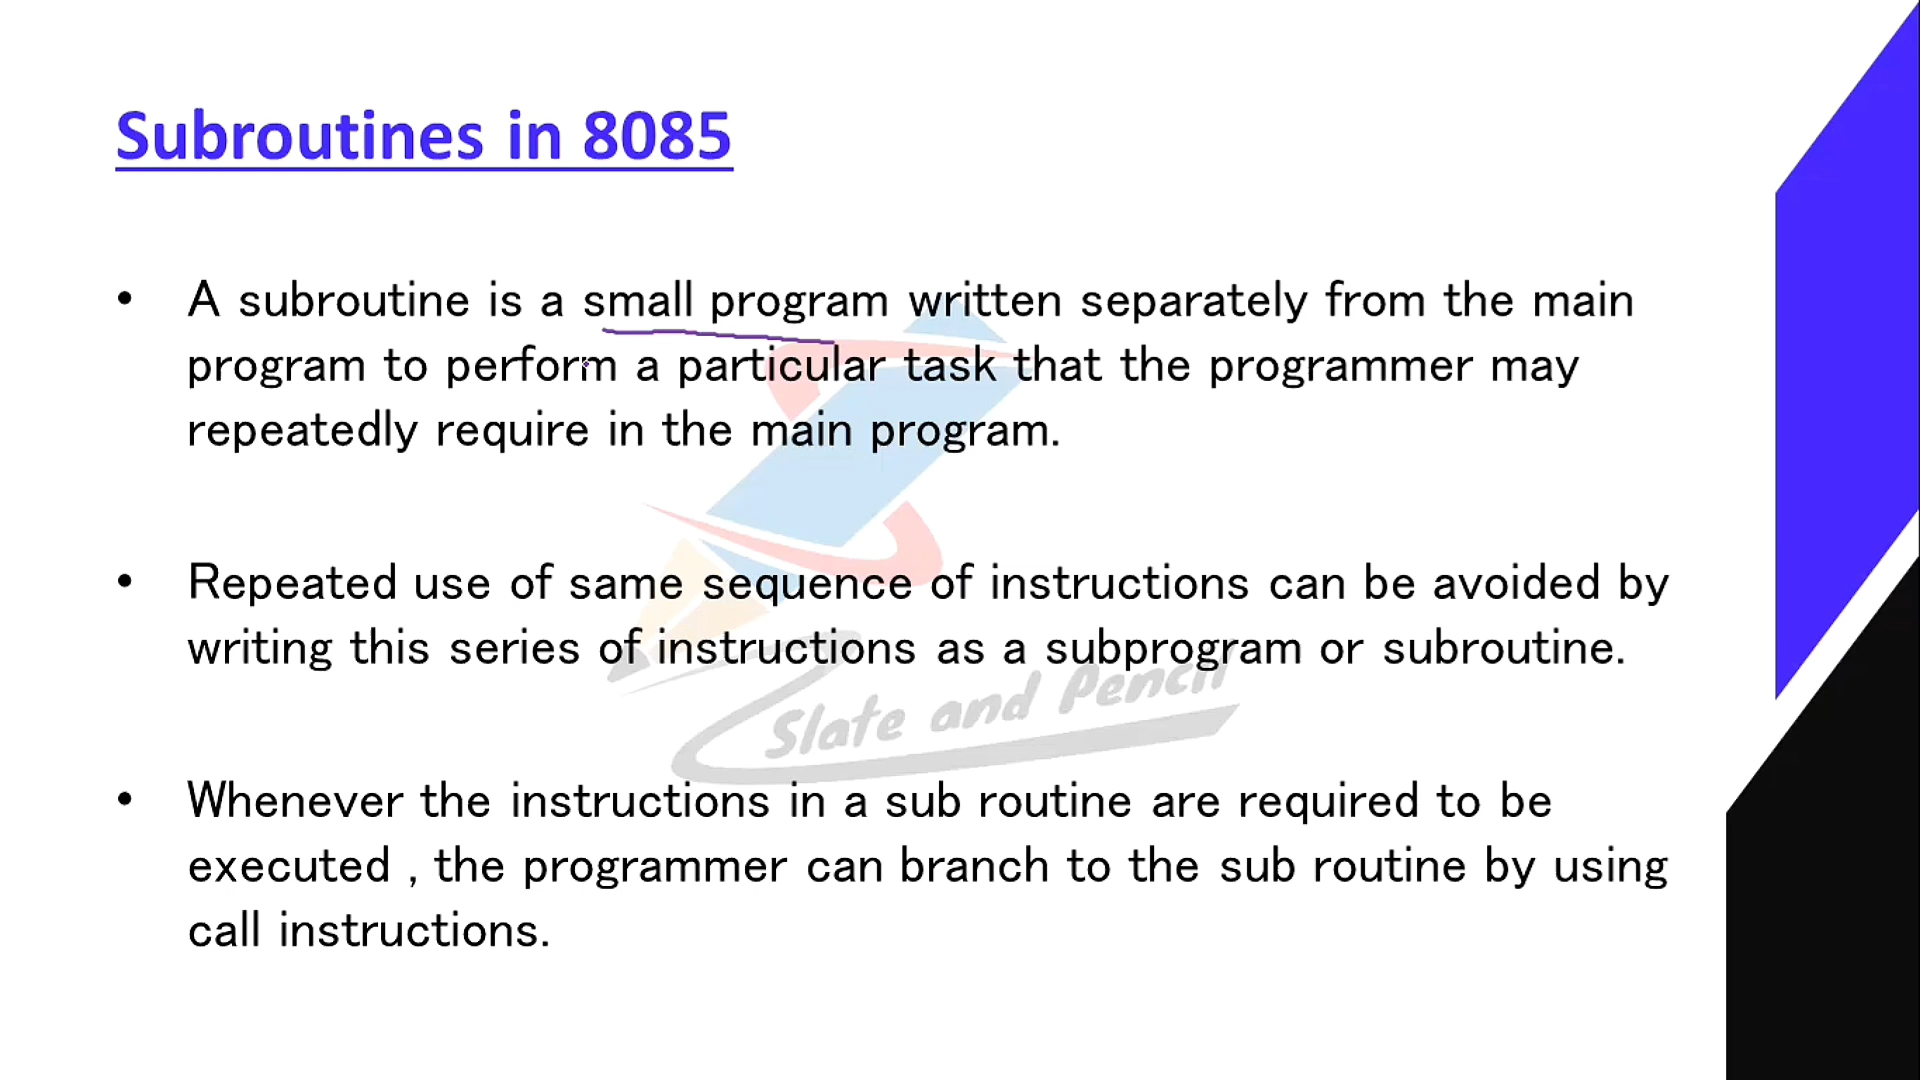 Subroutines in 8085
• A subroutine is a small program written separately from the main
program to perform a particular task that the programmer may
repeatedly require in the main program.
• Repeated use of same sequence of instructions can be avoided by
writing this series of instructions as a subprogram or subroutine.
Slate and Pencil
• Whenever the instructions in a sub routine are required to be
executed , the programmer can branch to the sub routine by using
call instructions.